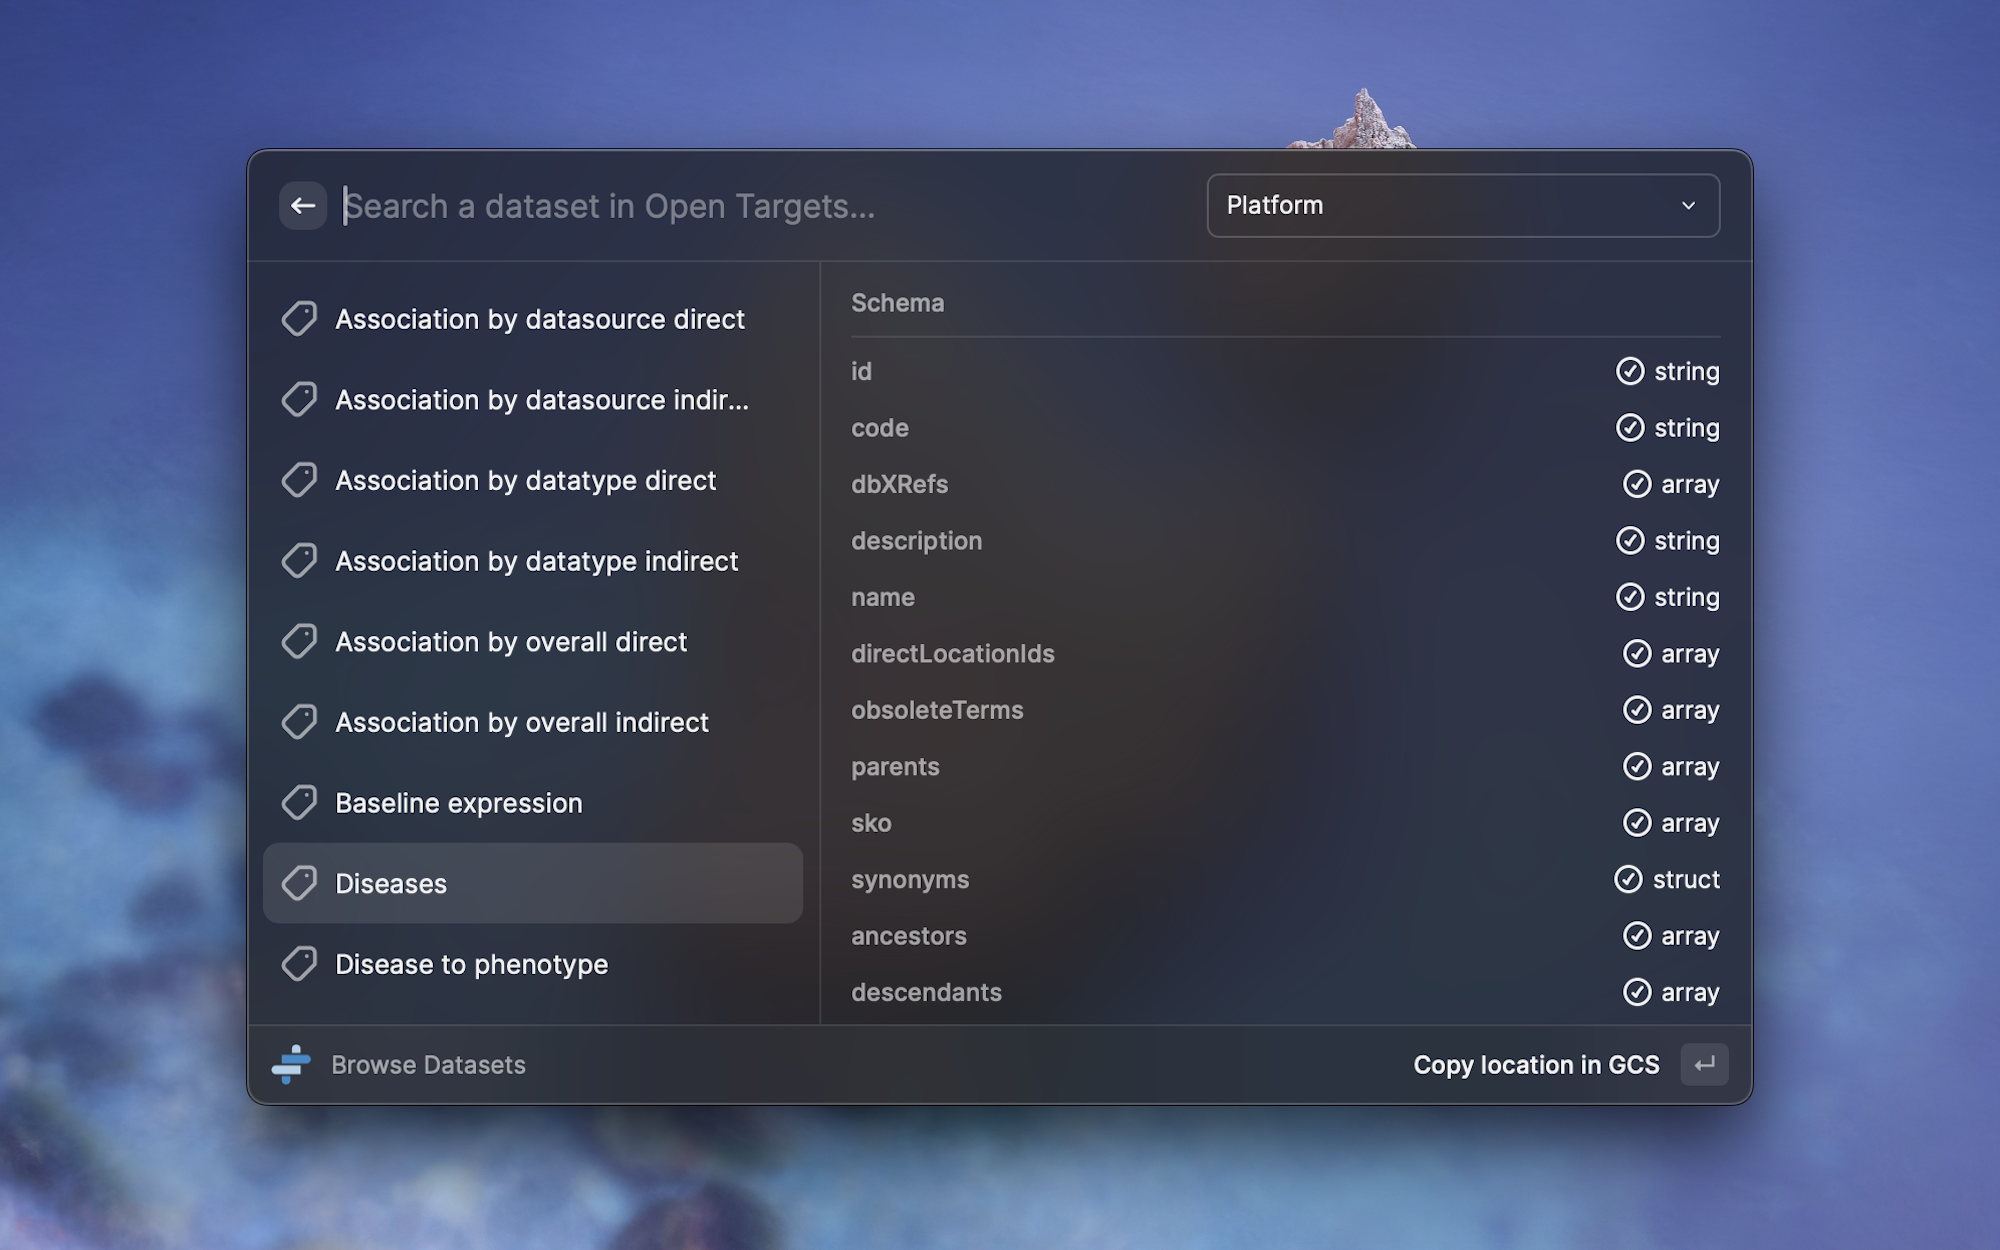 Search a dataset in Open Targets...
Platform
Association by datasource direct
Association by datasource indir...
Association by datatype direct
Association by datatype indirect
Association by overall direct
Association by overall indirect
Baseline expression
Diseases
Disease to phenotype
Schema
id string
code string
dbXRefs array
description string
name string
directLocationIds array
obsoleteTerms array
parents array
sko array
synonyms struct
ancestors array
descendants array
Browse Datasets
Copy location in GCS